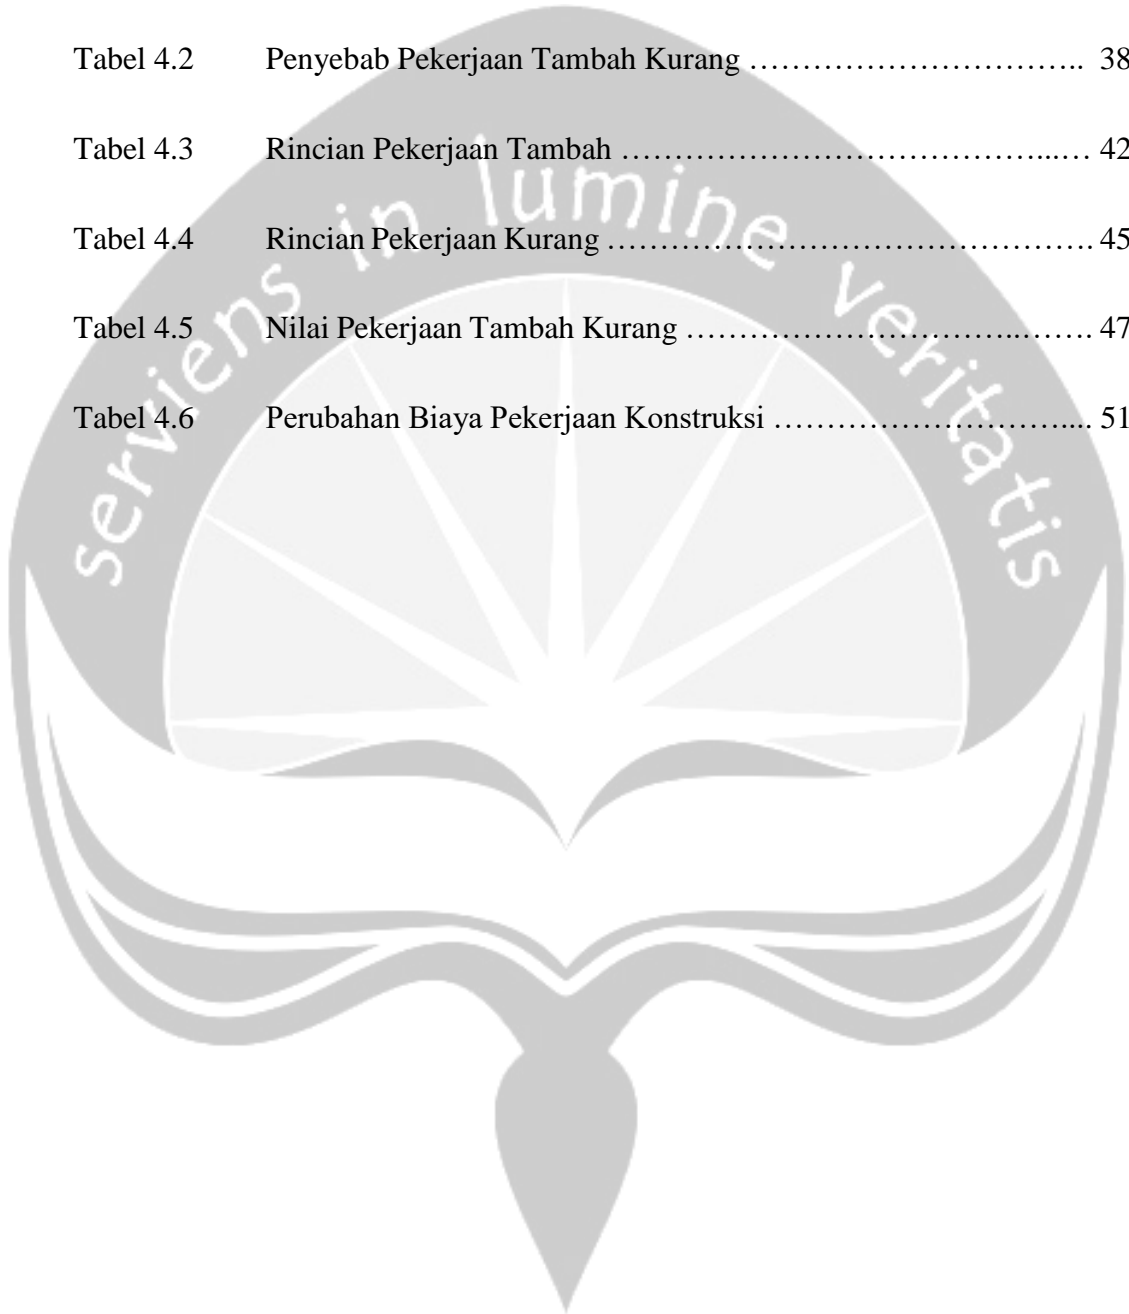 Tabel 4.2 Penyebab Pekerjaan Tambah Kurang ………………………….. 38
Tabel 4.3 Rincian Pekerjaan Tambah …………………………………...… 42
Tabel 4.4 Rincian Pekerjaan Kurang ………………………………………. 45
Tabel 4.5 Nilai Pekerjaan Tambah Kurang …………………………..……. 47
Tabel 4.6 Perubahan Biaya Pekerjaan Konstruksi ……………………….... 51
serviens in lumine veritatis